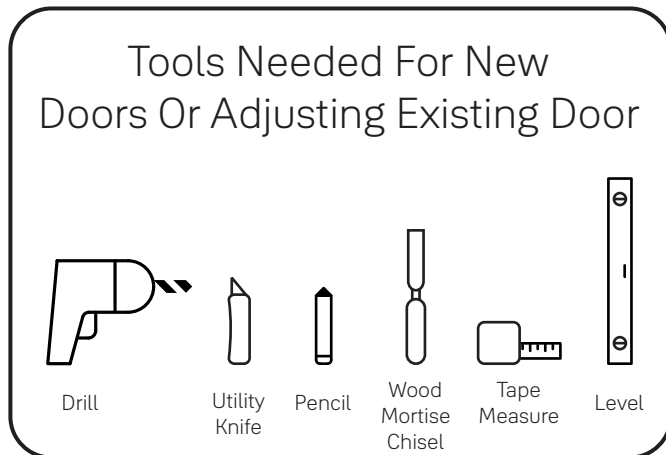 Tools Needed For New
Doors Or Adjusting Existing Door
Drill
Utility
Knife
Pencil
Wood
Mortise
Chisel
Tape
Measure
Level